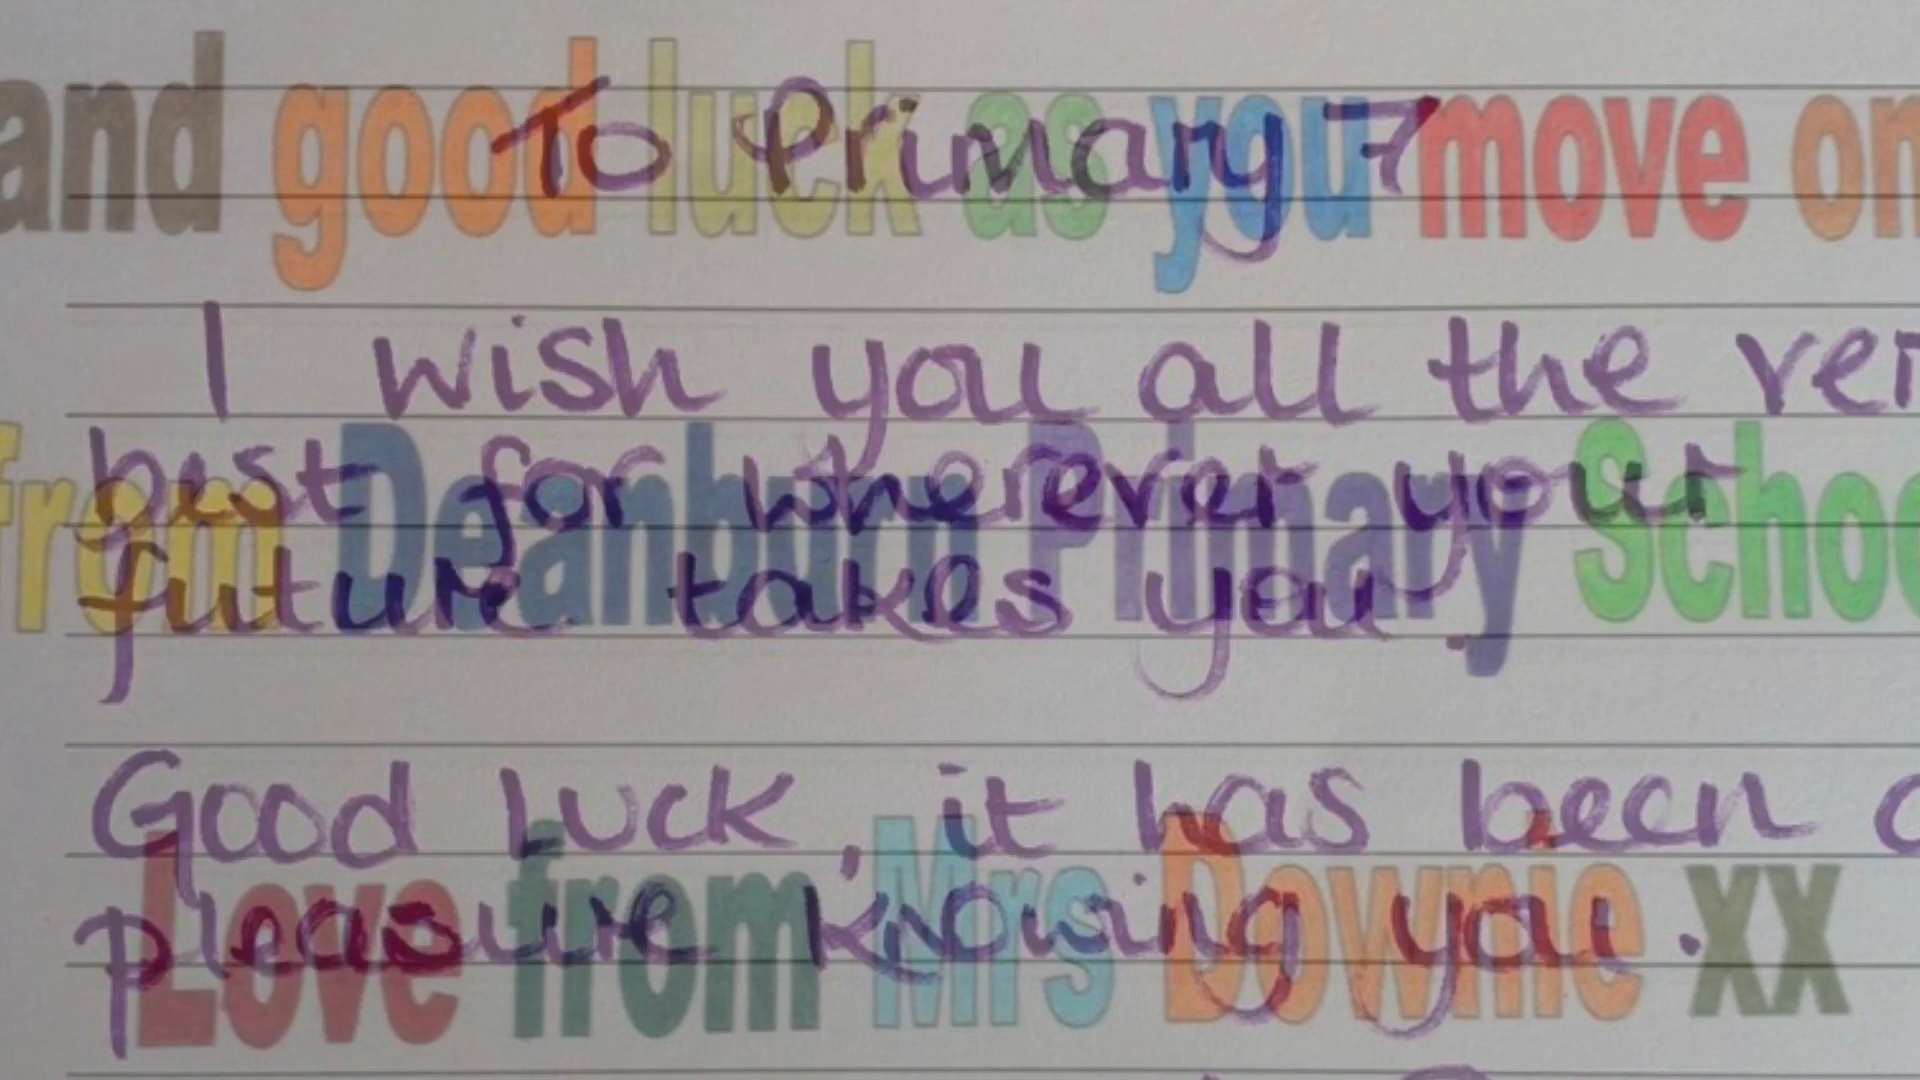 and good luck as you move on
To Primary 7
I wish you all the ver
best for wherever your
from Deanburn Primary Schoo
future takes you.
Good luck, it has been a
pleasure knowing you.
Love from Mrs Downie xx